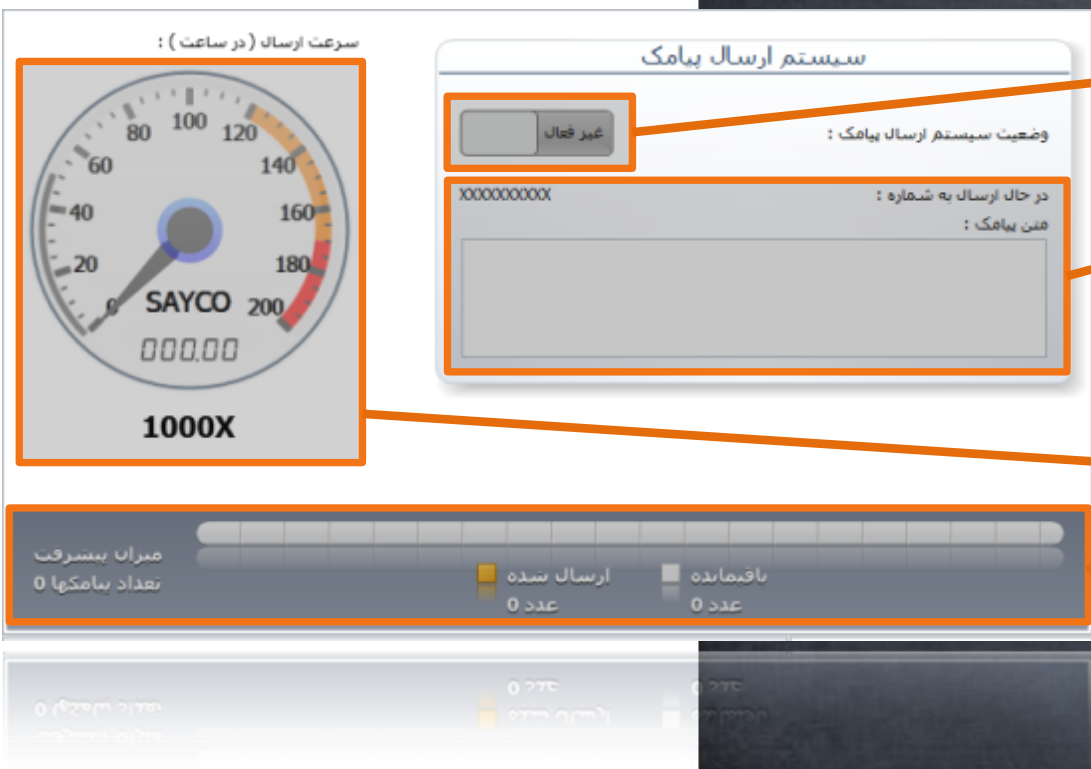 سرعت ارسال ( در ساعت ) :
0
20
40
60
80
100
120
140
160
180
200
SAYCO
000.00
1000X
سیستم ارسال پیامک
وضعیت سیستم ارسال پیامک :
غیر فعال
در حال ارسال به شماره :
XXXXXXXXXX
متن پیامک :
باقیمانده
عدد 0
ارسال شده
عدد 0
میزان پیشرفت
تعداد پیامکها 0